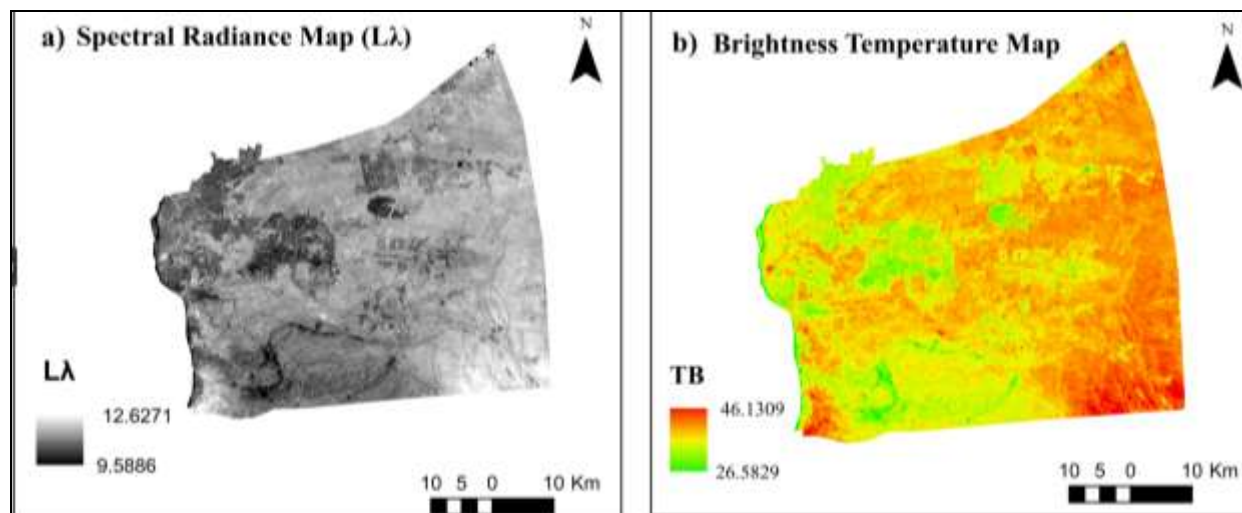 a) Spectral Radiance Map (Lλ)
N
Lλ
12.6271
9.5886
10 5 0 10 Km
b) Brightness Temperature Map
N
TB
46.1309
26.5829
10 5 0 10 Km